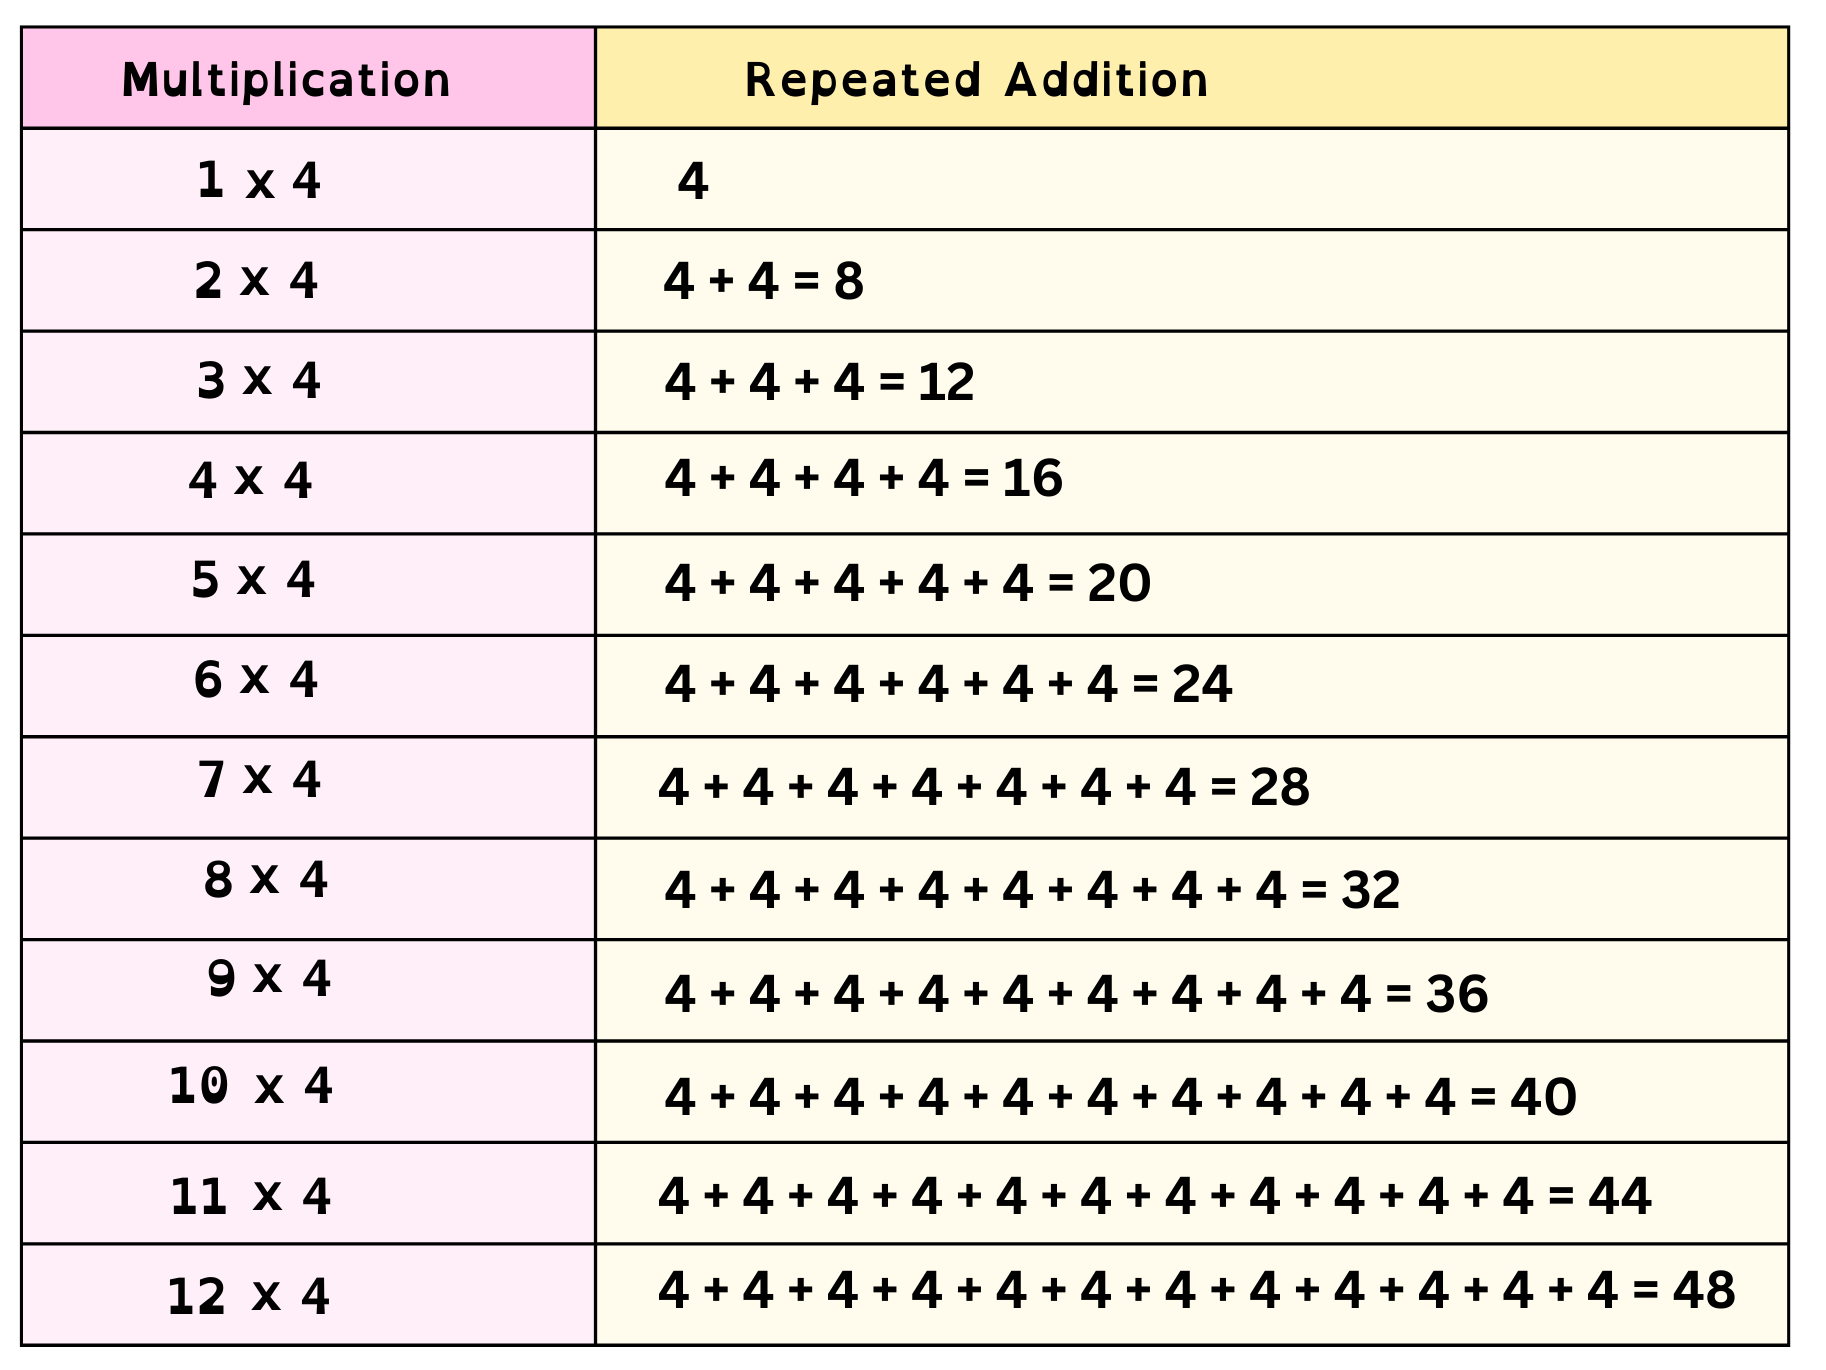 Multiplication Repeated Addition
1 x 4 4
2 x 4 4 + 4 = 8
3 x 4 4 + 4 + 4 = 12
4 x 4 4 + 4 + 4 + 4 = 16
5 x 4 4 + 4 + 4 + 4 + 4 = 20
6 x 4 4 + 4 + 4 + 4 + 4 + 4 = 24
7 x 4 4 + 4 + 4 + 4 + 4 + 4 + 4 = 28
8 x 4 4 + 4 + 4 + 4 + 4 + 4 + 4 + 4 = 32
9 x 4 4 + 4 + 4 + 4 + 4 + 4 + 4 + 4 + 4 = 36
10 x 4 4 + 4 + 4 + 4 + 4 + 4 + 4 + 4 + 4 + 4 = 40
11 x 4 4 + 4 + 4 + 4 + 4 + 4 + 4 + 4 + 4 + 4 + 4 = 44
12 x 4 4 + 4 + 4 + 4 + 4 + 4 + 4 + 4 + 4 + 4 + 4 + 4 = 48